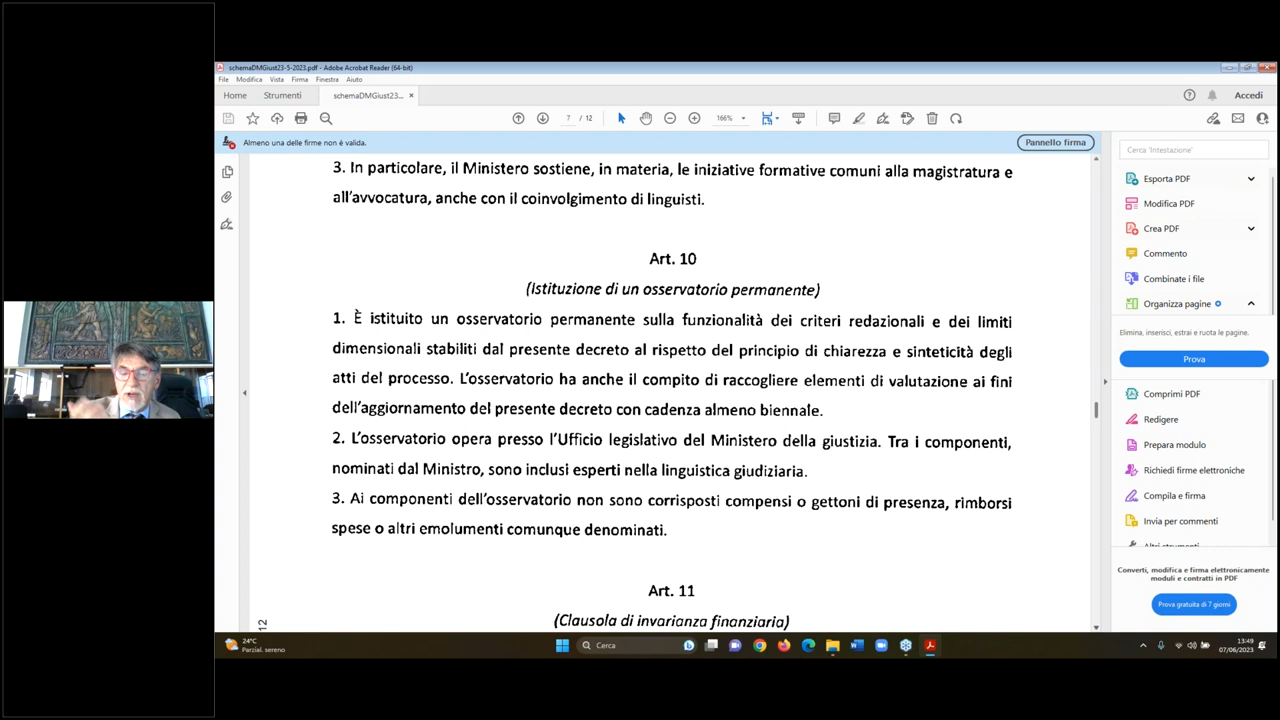 schemaDMGiust23-5-2023.pdf - Adobe Acrobat Reader (64-bit)
File Modifica Vista Firma Finestra Aiuto
Home Strumenti schemaDMGiust23... × Accedi
7 / 12 166%
Almeno una delle firme non è valida. Pannello firma
3. In particolare, il Ministero sostiene, in materia, le iniziative formative comuni alla magistratura e
all'avvocatura, anche con il coinvolgimento di linguisti.
Art. 10
(Istituzione di un osservatorio permanente)
1. È istituito un osservatorio permanente sulla funzionalità dei criteri redazionali e dei limiti
dimensionali stabiliti dal presente decreto al rispetto del principio di chiarezza e sinteticità degli
atti del processo. L'osservatorio ha anche il compito di raccogliere elementi di valutazione ai fini
dell'aggiornamento del presente decreto con cadenza almeno biennale.
2. L'osservatorio opera presso l'Ufficio legislativo del Ministero della giustizia. Tra i componenti,
nominati dal Ministro, sono inclusi esperti nella linguistica giudiziaria.
3. Ai componenti dell'osservatorio non sono corrisposti compensi o gettoni di presenza, rimborsi
spese o altri emolumenti comunque denominati.
Art. 11
(Clausola di invarianza finanziaria)
12
Cerca 'Intestazione'
Esporta PDF
Modifica PDF
Crea PDF
Commento
Combinate i file
Organizza pagine
Elimina, inserisci, estrai e ruota le pagine.
Prova
Comprimi PDF
Redigere
Prepara modulo
Richiedi firme elettroniche
Compila e firma
Invia per commenti
Altri strumenti
Converti, modifica e firma elettronicamente
moduli e contratti in PDF
Prova gratuita di 7 giorni
24°C
Parzial. sereno
Cerca
13:49
07/06/2023